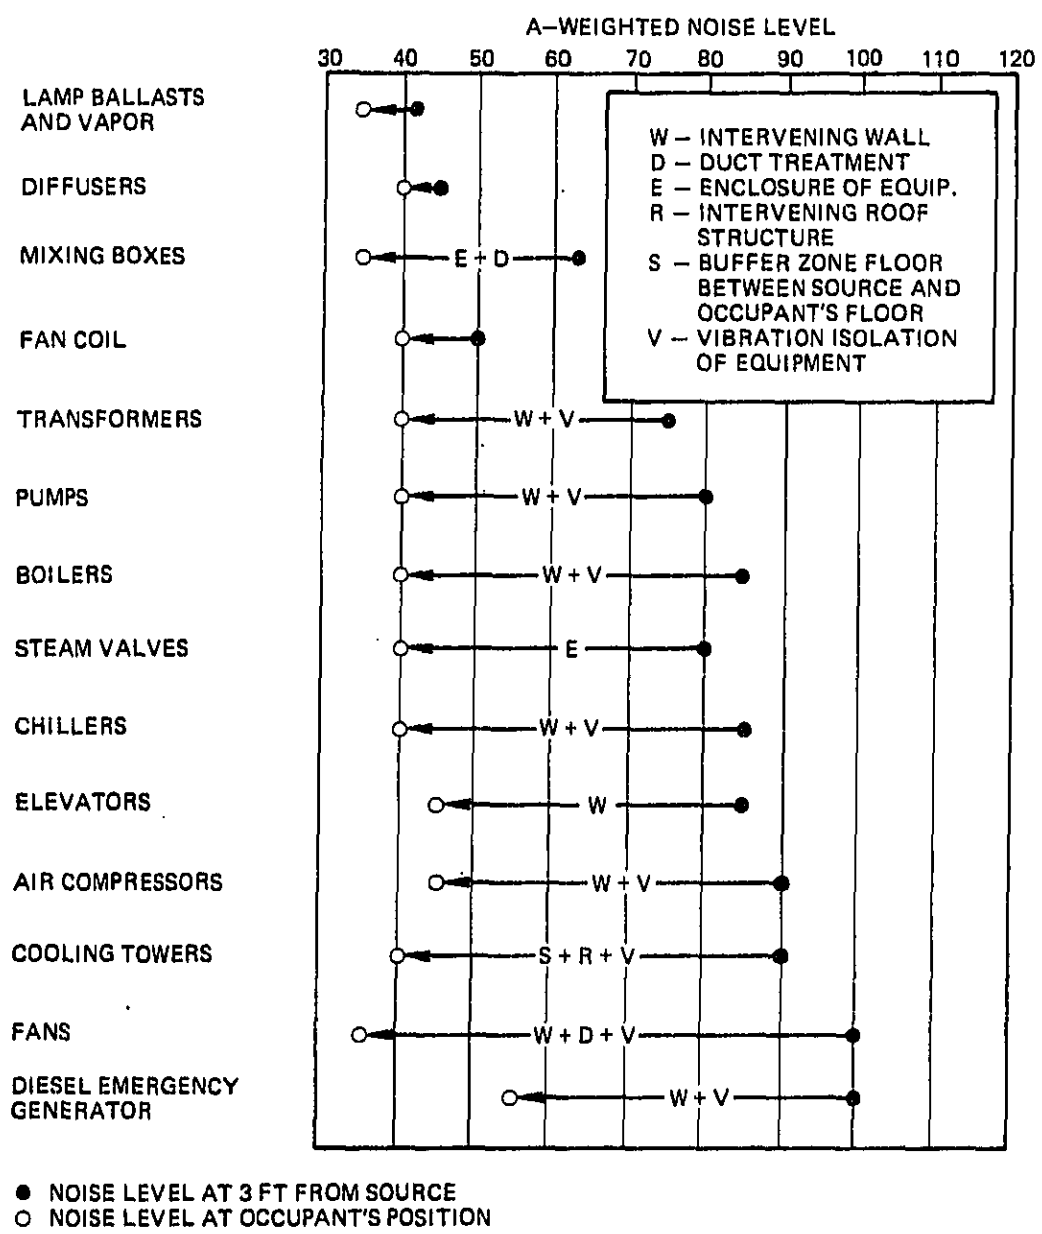 A–WEIGHTED NOISE LEVEL
30 40 50 60 70 80 90 100 110 120
LAMP BALLASTS
AND VAPOR
W – INTERVENING WALL
D – DUCT TREATMENT
E – ENCLOSURE OF EQUIP.
R – INTERVENING ROOF
STRUCTURE
S – BUFFER ZONE FLOOR
BETWEEN SOURCE AND
OCCUPANT'S FLOOR
V – VIBRATION ISOLATION
OF EQUIPMENT
DIFFUSERS
MIXING BOXES E + D
FAN COIL
TRANSFORMERS W + V
PUMPS W + V
BOILERS W + V
STEAM VALVES E
CHILLERS W + V
ELEVATORS W
AIR COMPRESSORS W + V
COOLING TOWERS S + R + V
FANS W + D + V
DIESEL EMERGENCY
GENERATOR W + V
● NOISE LEVEL AT 3 FT FROM SOURCE
○ NOISE LEVEL AT OCCUPANT'S POSITION